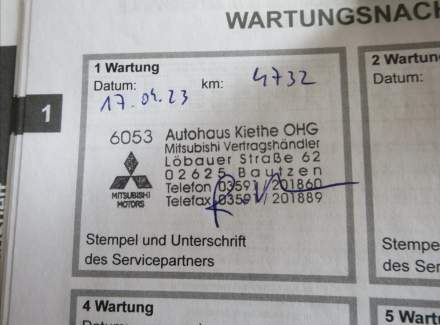 WARTUNGSNACH
1
1 Wartung
Datum: km: 4732
17.04.23
6053 Autohaus Kiethe OHG
Mitsubishi Vertragshändler
Löbauer Straße 62
02625 Bautzen
Telefon 03591/201860
Telefax 03591/201889
MITSUBISHI
MOTORS
Stempel und Unterschrift
des Servicepartners
2 Wartun
Datum:
Stempe
des Ser
4 Wartung
5 Wart